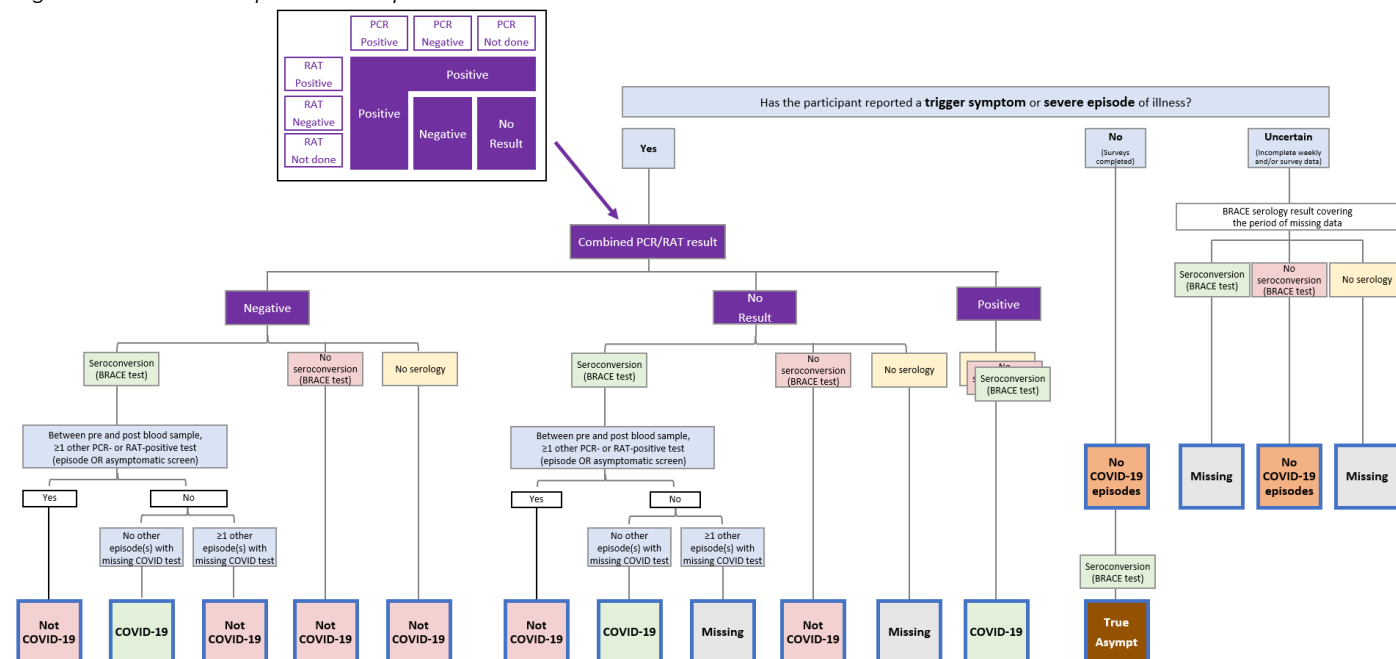 PCR
Positive
PCR
Negative
PCR
Not done
RAT
Positive
RAT
Negative
RAT
Not done
Positive
Positive
Negative
No
Result
Has the participant reported a trigger symptom or severe episode of illness?
Yes
No
(Surveys
completed)
Uncertain
(Incomplete weekly
and/or survey data)
BRACE serology result covering
the period of missing data
Seroconversion
(BRACE test)
No
seroconversion
(BRACE test)
No serology
Combined PCR/RAT result
Negative
No
Result
Positive
Seroconversion
(BRACE test)
No
seroconversion
(BRACE test)
No serology
Seroconversion
(BRACE test)
No
seroconversion
(BRACE test)
No serology
No
Seroconversion
(BRACE test)
Between pre and post blood sample,
≥1 other PCR- or RAT-positive test
(episode OR asymptomatic screen)
Yes
No
No other
episode(s) with
missing COVID test
≥1 other
episode(s) with
missing COVID test
Between pre and post blood sample,
≥1 other PCR- or RAT-positive test
(episode OR asymptomatic screen)
Yes
No
No other
episode(s) with
missing COVID test
≥1 other
episode(s) with
missing COVID test
No
COVID-19
episodes
Missing
No
COVID-19
episodes
Missing
Seroconversion
(BRACE test)
Not
COVID-19
COVID-19
Not
COVID-19
Not
COVID-19
Not
COVID-19
Not
COVID-19
COVID-19
Missing
Not
COVID-19
Missing
COVID-19
True
Asympt